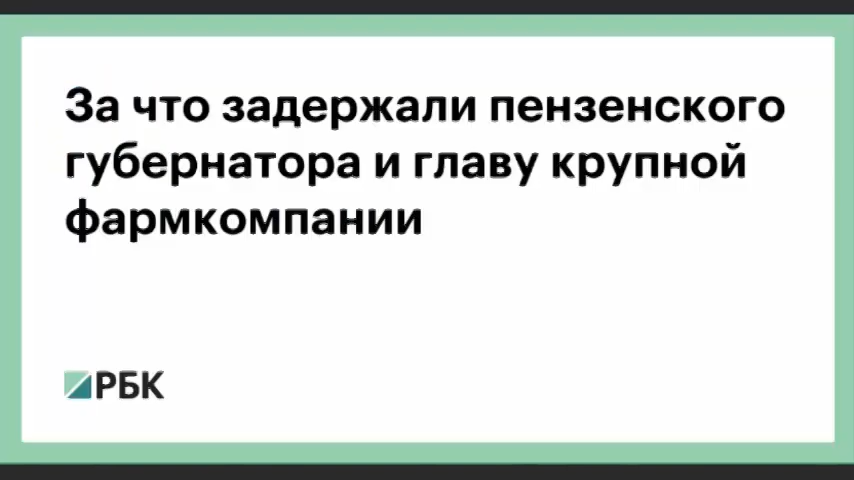 За что задержали пензенского
губернатора и главу крупной
фармкомпании
РБК